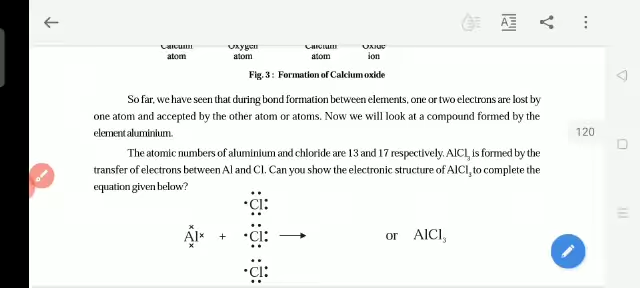 Calcium Oxygen Calcium Oxide
atom atom atom ion
Fig. 3 : Formation of Calcium oxide
So far, we have seen that during bond formation between elements, one or two electrons are lost by
one atom and accepted by the other atom or atoms. Now we will look at a compound formed by the
element aluminium.
120
The atomic numbers of aluminium and chloride are 13 and 17 respectively. AlCl₃ is formed by the
transfer of electrons between Al and Cl. Can you show the electronic structure of AlCl₃ to complete the
equation given below?
Cl
Al + Cl ⟶ or AlCl₃
Cl